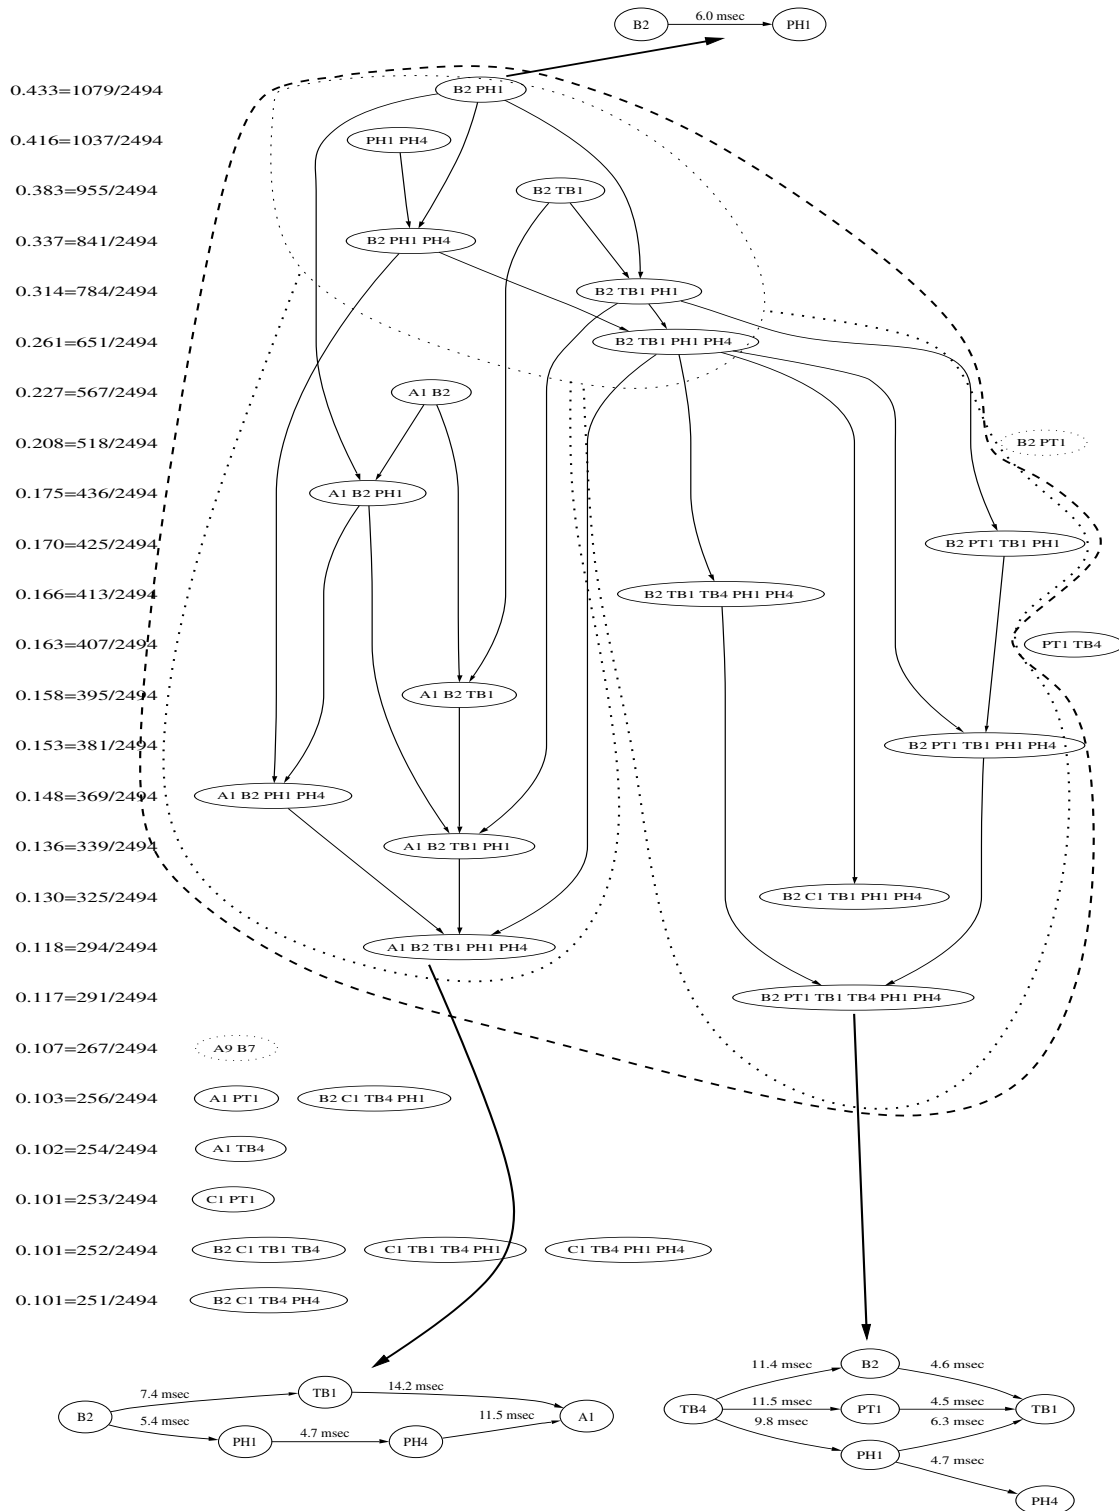 B2 6.0 msec PH1
0.433=1079/2494 B2 PH1
0.416=1037/2494 PH1 PH4
0.383=955/2494 B2 TB1
0.337=841/2494 B2 PH1 PH4
0.314=784/2494 B2 TB1 PH1
0.261=651/2494 B2 TB1 PH1 PH4
0.227=567/2494 A1 B2
0.208=518/2494 B2 PT1
0.175=436/2494 A1 B2 PH1
0.170=425/2494 B2 PT1 TB1 PH1
0.166=413/2494 B2 TB1 TB4 PH1 PH4
0.163=407/2494 PT1 TB4
0.158=395/2494 A1 B2 TB1
0.153=381/2494 B2 PT1 TB1 PH1 PH4
0.148=369/2494 A1 B2 PH1 PH4
0.136=339/2494 A1 B2 TB1 PH1
0.130=325/2494 B2 C1 TB1 PH1 PH4
0.118=294/2494 A1 B2 TB1 PH1 PH4
0.117=291/2494 B2 PT1 TB1 TB4 PH1 PH4
0.107=267/2494 A9 B7
0.103=256/2494 A1 PT1 B2 C1 TB4 PH1
0.102=254/2494 A1 TB4
0.101=253/2494 C1 PT1
0.101=252/2494 B2 C1 TB1 TB4 C1 TB1 TB4 PH1 C1 TB4 PH1 PH4
0.101=251/2494 B2 C1 TB4 PH4
7.4 msec TB1 14.2 msec
B2 5.4 msec 11.5 msec A1
PH1 4.7 msec PH4
11.4 msec B2 4.6 msec
TB4 11.5 msec PT1 4.5 msec TB1
9.8 msec PH1 6.3 msec
4.7 msec
PH4